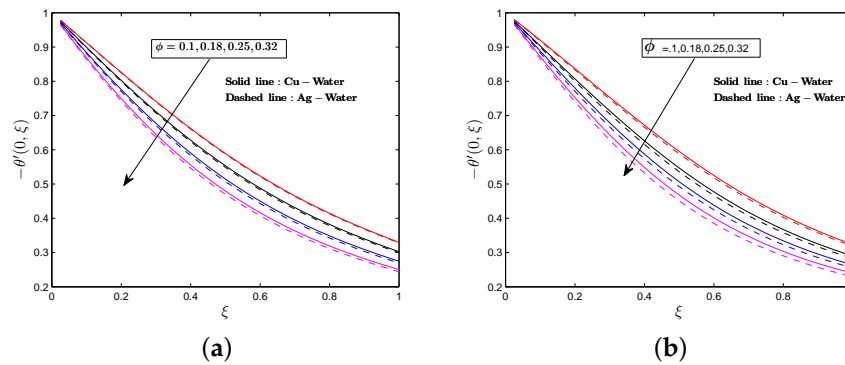 1
0.9
0.8
0.7
0.6
0.5
0.4
0.3
0.2
0
0.2
0.4
0.6
0.8
1
−θ′(0, ξ)
ξ
ϕ = 0.1, 0.18, 0.25, 0.32
Solid line : Cu − Water
Dashed line : Ag − Water
(a)
1
0.9
0.8
0.7
0.6
0.5
0.4
0.3
0.2
0
0.2
0.4
0.6
0.8
−θ′(0, ξ)
ξ
ϕ =.1,0.18,0.25,0.32
Solid line : Cu − Water
Dashed line : Ag − Water
(b)